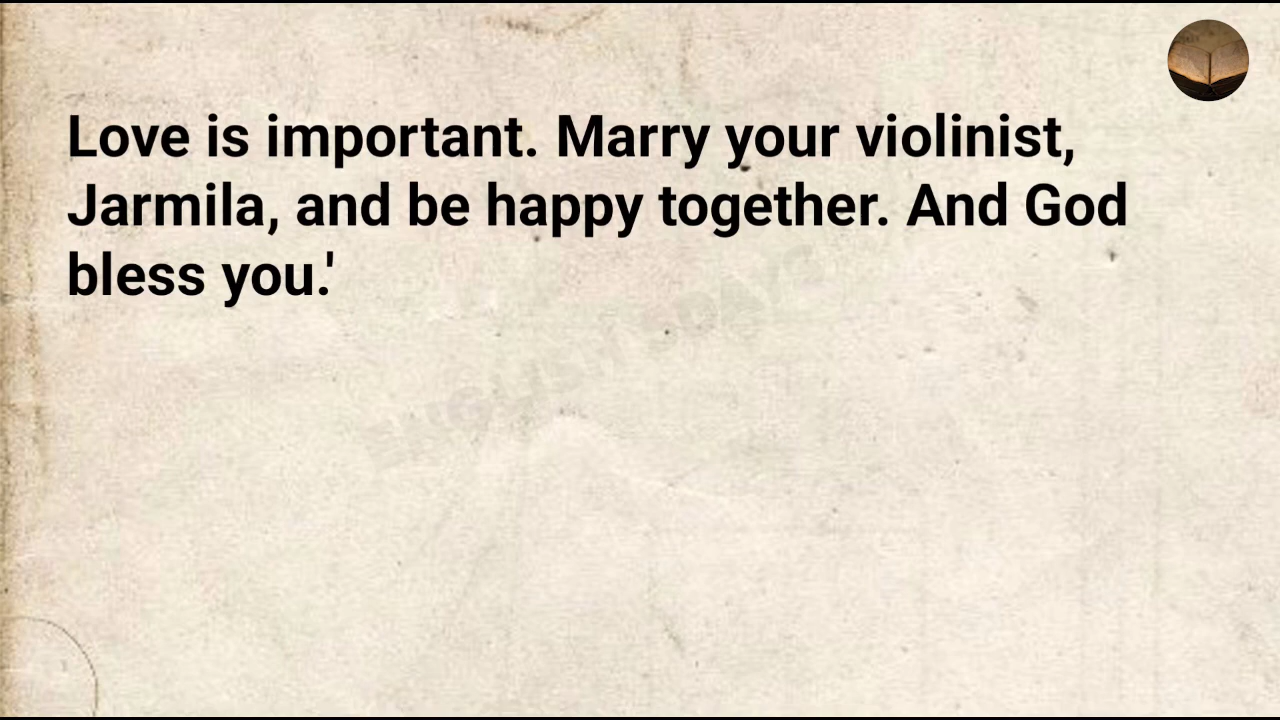 Love is important. Marry your violinist,
Jarmila, and be happy together. And God
bless you.'